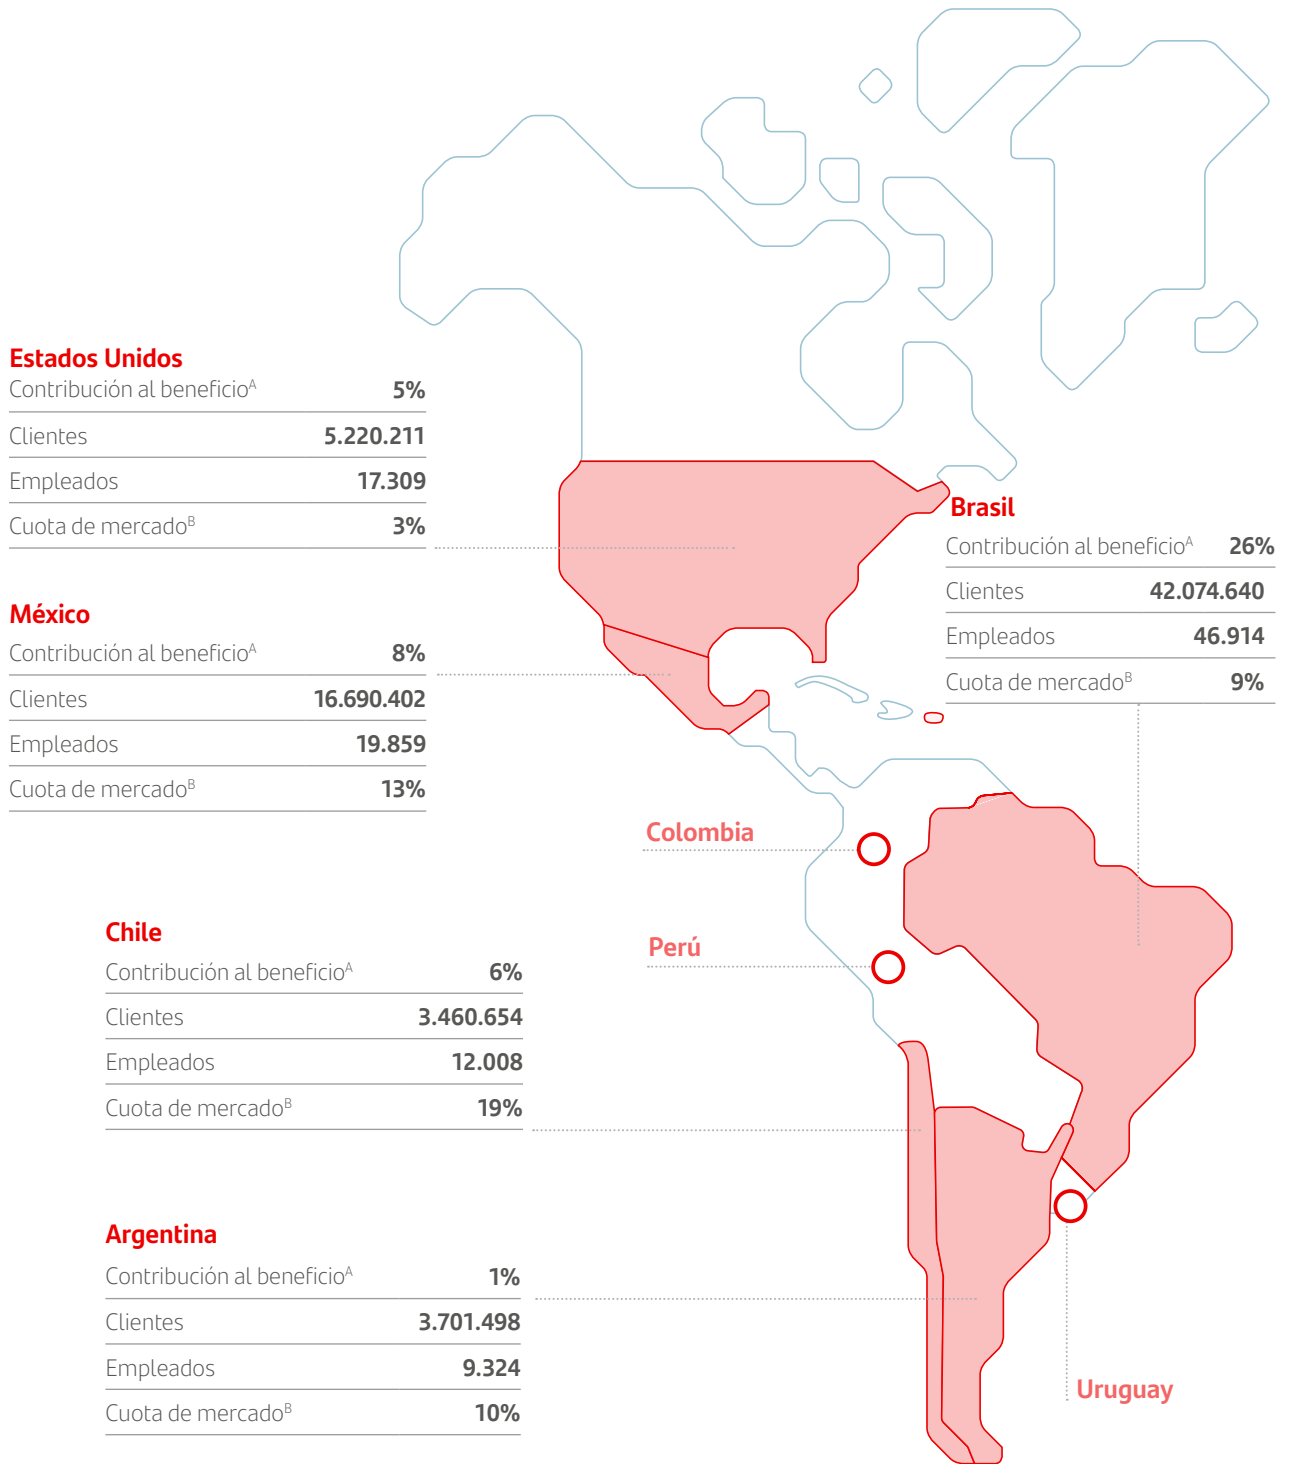 Estados Unidos
Contribución al beneficioᴬ 5%
Clientes 5.220.211
Empleados 17.309
Cuota de mercadoᴮ 3%
México
Contribución al beneficioᴬ 8%
Clientes 16.690.402
Empleados 19.859
Cuota de mercadoᴮ 13%
Brasil
Contribución al beneficioᴬ 26%
Clientes 42.074.640
Empleados 46.914
Cuota de mercadoᴮ 9%
Colombia
Perú
Chile
Contribución al beneficioᴬ 6%
Clientes 3.460.654
Empleados 12.008
Cuota de mercadoᴮ 19%
Argentina
Contribución al beneficioᴬ 1%
Clientes 3.701.498
Empleados 9.324
Cuota de mercadoᴮ 10%
Uruguay